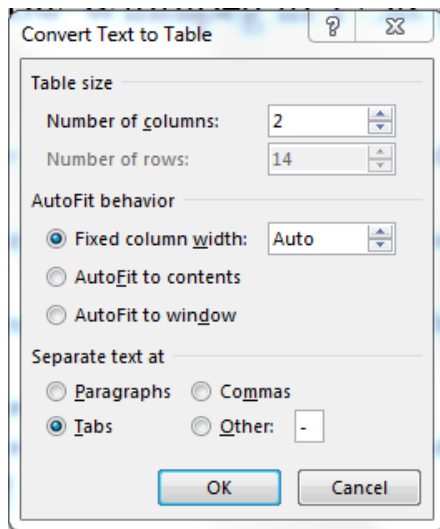 Convert Text to Table
Table size
Number of columns: 2
Number of rows: 14
AutoFit behavior
Fixed column width: Auto
AutoFit to contents
AutoFit to window
Separate text at
Paragraphs Commas
Tabs Other: -
OK Cancel